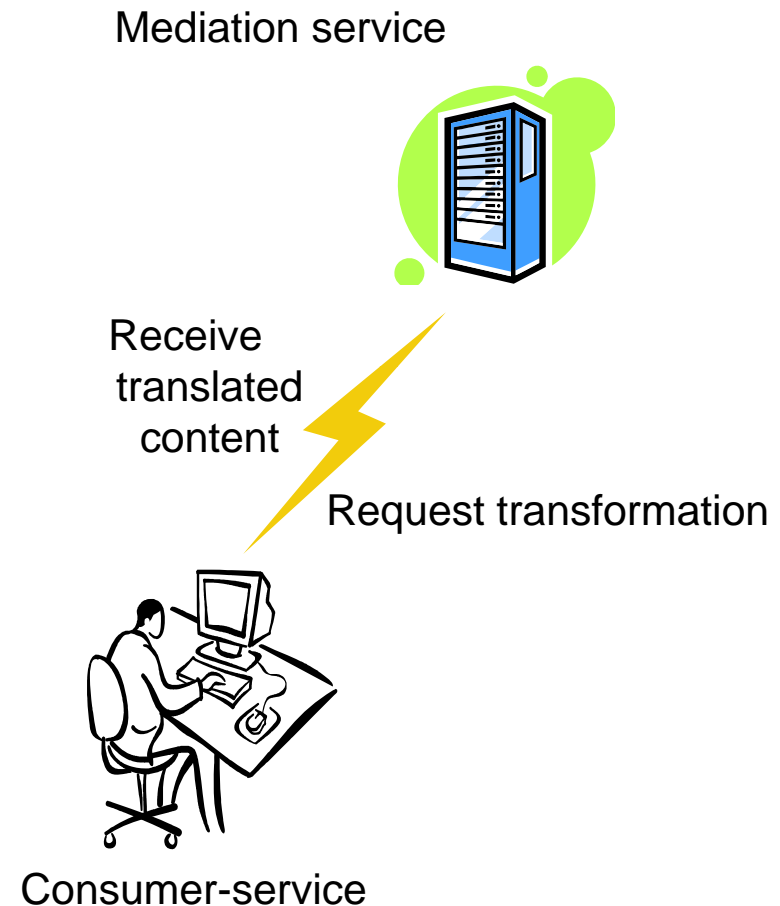 Mediation service
Receive
translated
content
Request transformation
Consumer-service